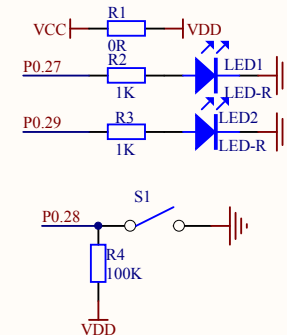 R1
VCC VDD
0R
P0.27 R2 LED1
1K LED-R
P0.29 R3 LED2
1K LED-R
S1
P0.28
R4
100K
VDD